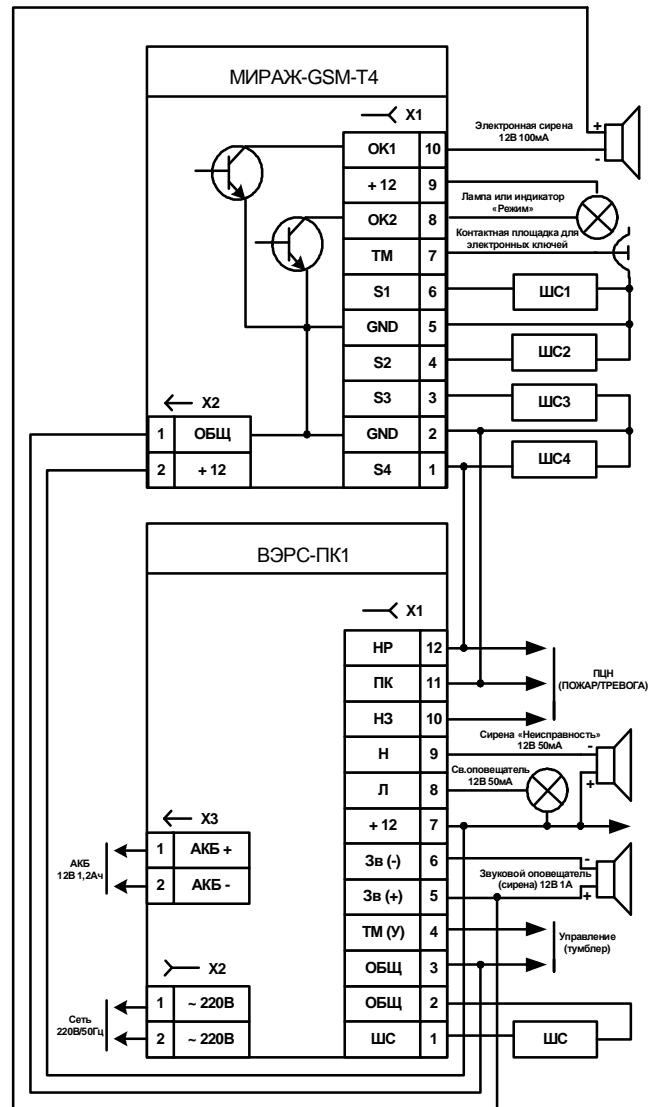 МИРАЖ-GSM-T4
X1
OK1 10
+ 12 9
OK2 8
TM 7
S1 6
GND 5
S2 4
S3 3
GND 2
S4 1
X2
1 ОБЩ
2 + 12
Электронная сирена
12В 100мА
+
-
Лампа или индикатор
«Режим»
Контактная площадка для
электронных ключей
ШС1
ШС2
ШС3
ШС4
ВЭРС-ПК1
X1
НР 12
ПК 11
НЗ 10
Н 9
Л 8
+ 12 7
Зв (-) 6
Зв (+) 5
ТМ (У) 4
ОБЩ 3
ОБЩ 2
ШС 1
ПЦН
(ПОЖАР/ТРЕВОГА)
Сирена «Неисправность»
12В 50мА
-
+
Св.оповещатель
12В 50мА
-
Звуковой оповещатель
(сирена) 12В 1А
+
Управление
(тумблер)
ШС
X3
1 АКБ +
2 АКБ -
АКБ
12В 1,2Ач
X2
1 ~ 220В
2 ~ 220В
Сеть
220В/50Гц